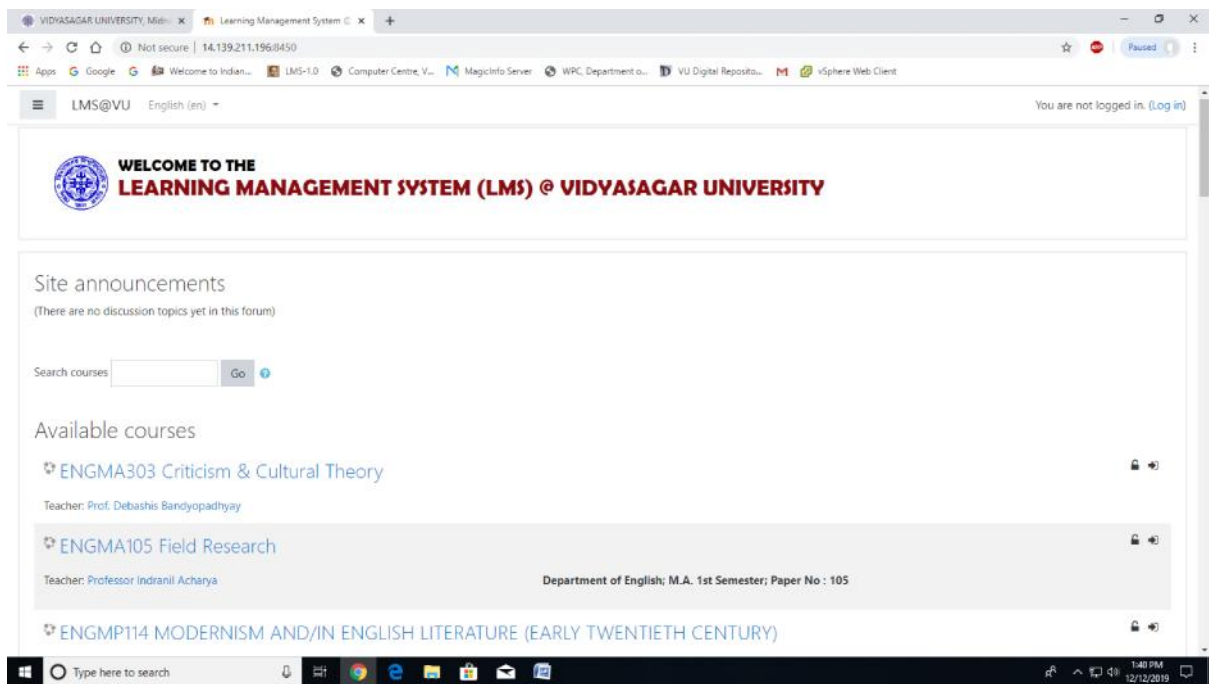 VIDYASAGAR UNIVERSITY, Midn
Learning Management System
Not secure | 14.139.211.196:8450
Paused
Apps Google Welcome to Indian... LMS-1.0 Computer Centre, V... MagicInfo Server WPC, Department o... VU Digital Reposito... vSphere Web Client
LMS@VU English (en)
You are not logged in. (Log in)
WELCOME TO THE
LEARNING MANAGEMENT SYSTEM (LMS) @ VIDYASAGAR UNIVERSITY
Site announcements
(There are no discussion topics yet in this forum)
Search courses Go
Available courses
ENGMA303 Criticism & Cultural Theory
Teacher: Prof. Debashis Bandyopadhyay
ENGMA105 Field Research
Teacher: Professor Indranil Acharya
Department of English; M.A. 1st Semester; Paper No : 105
ENGMP114 MODERNISM AND/IN ENGLISH LITERATURE (EARLY TWENTIETH CENTURY)
Type here to search
1:40 PM
12/12/2019